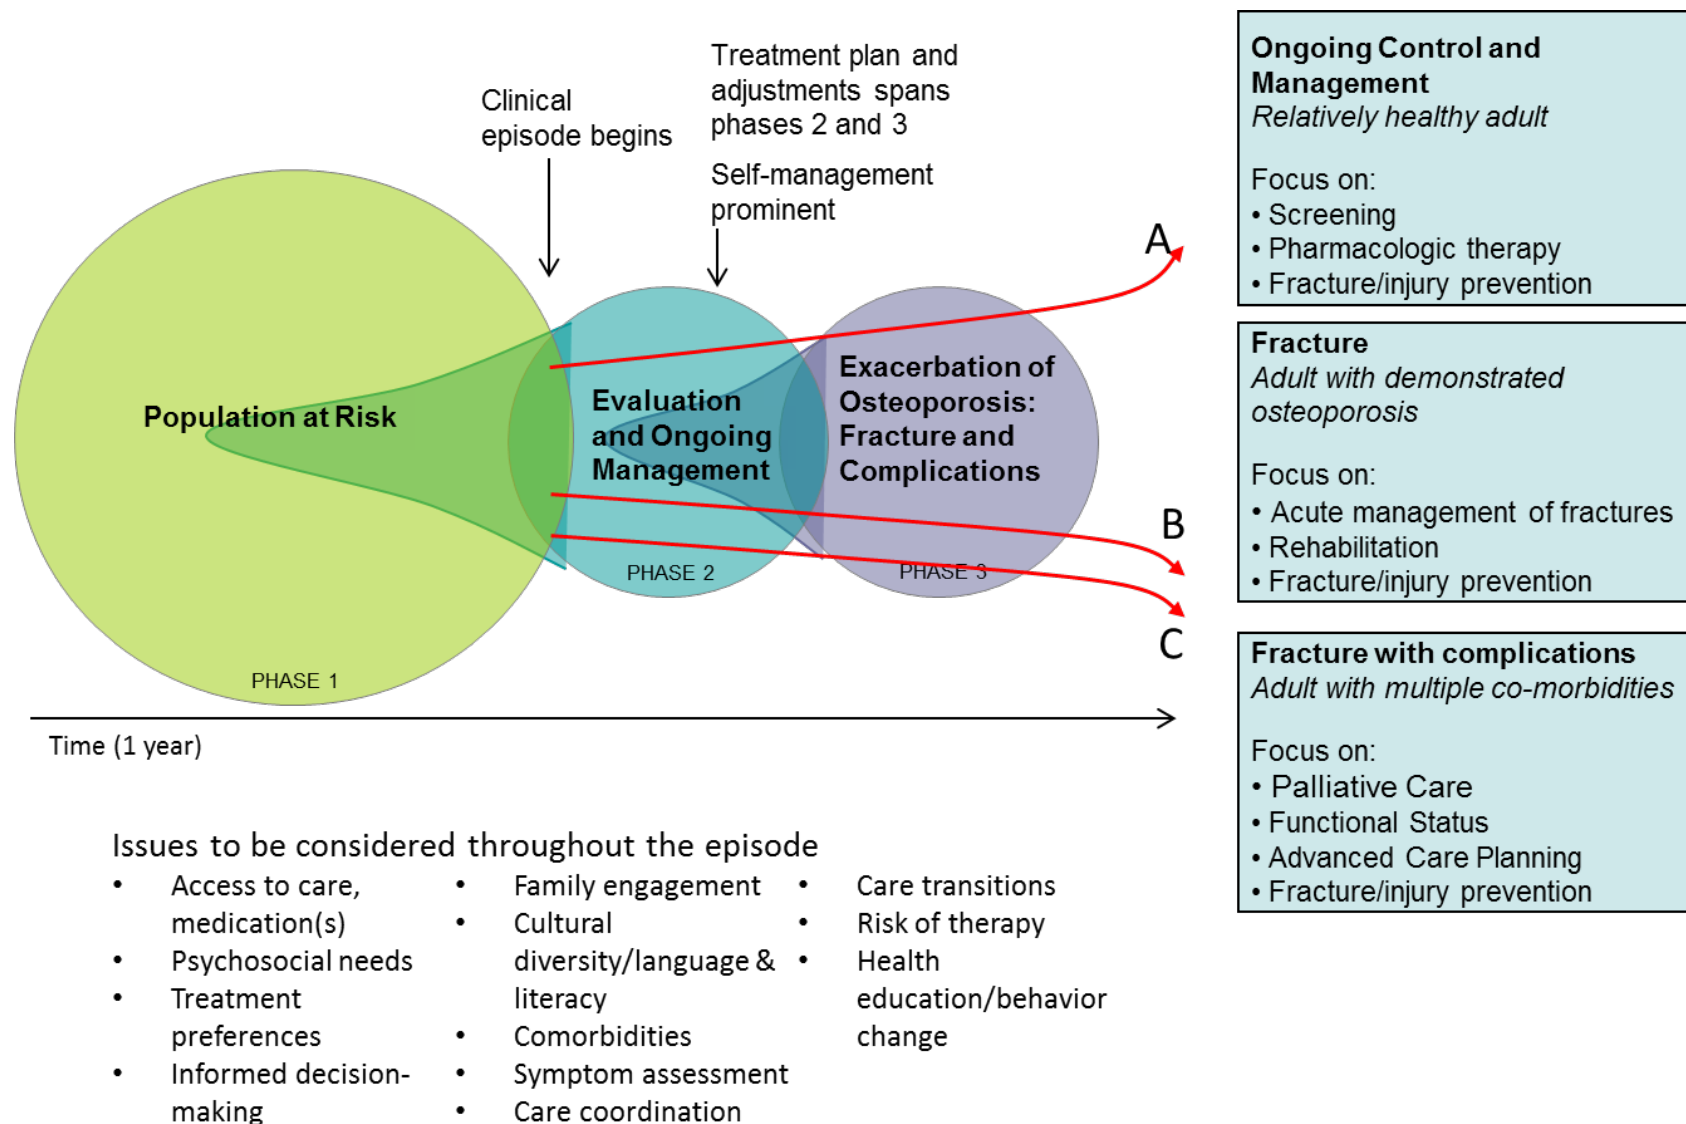 Clinical
episode begins
Treatment plan and
adjustments spans
phases 2 and 3
Self-management
prominent
Population at Risk
PHASE 1
Evaluation
and Ongoing
Management
PHASE 2
Exacerbation of
Osteoporosis:
Fracture and
Complications
PHASE 3
A
B
C
Time (1 year)
Ongoing Control and
Management
Relatively healthy adult
Focus on:
• Screening
• Pharmacologic therapy
• Fracture/injury prevention
Fracture
Adult with demonstrated
osteoporosis
Focus on:
• Acute management of fractures
• Rehabilitation
• Fracture/injury prevention
Fracture with complications
Adult with multiple co-morbidities
Focus on:
• Palliative Care
• Functional Status
• Advanced Care Planning
• Fracture/injury prevention
Issues to be considered throughout the episode
• Access to care,
medication(s)
• Psychosocial needs
• Treatment
preferences
• Informed decision-
making
• Family engagement
• Cultural
diversity/language &
literacy
• Comorbidities
• Symptom assessment
• Care coordination
• Care transitions
• Risk of therapy
• Health
education/behavior
change